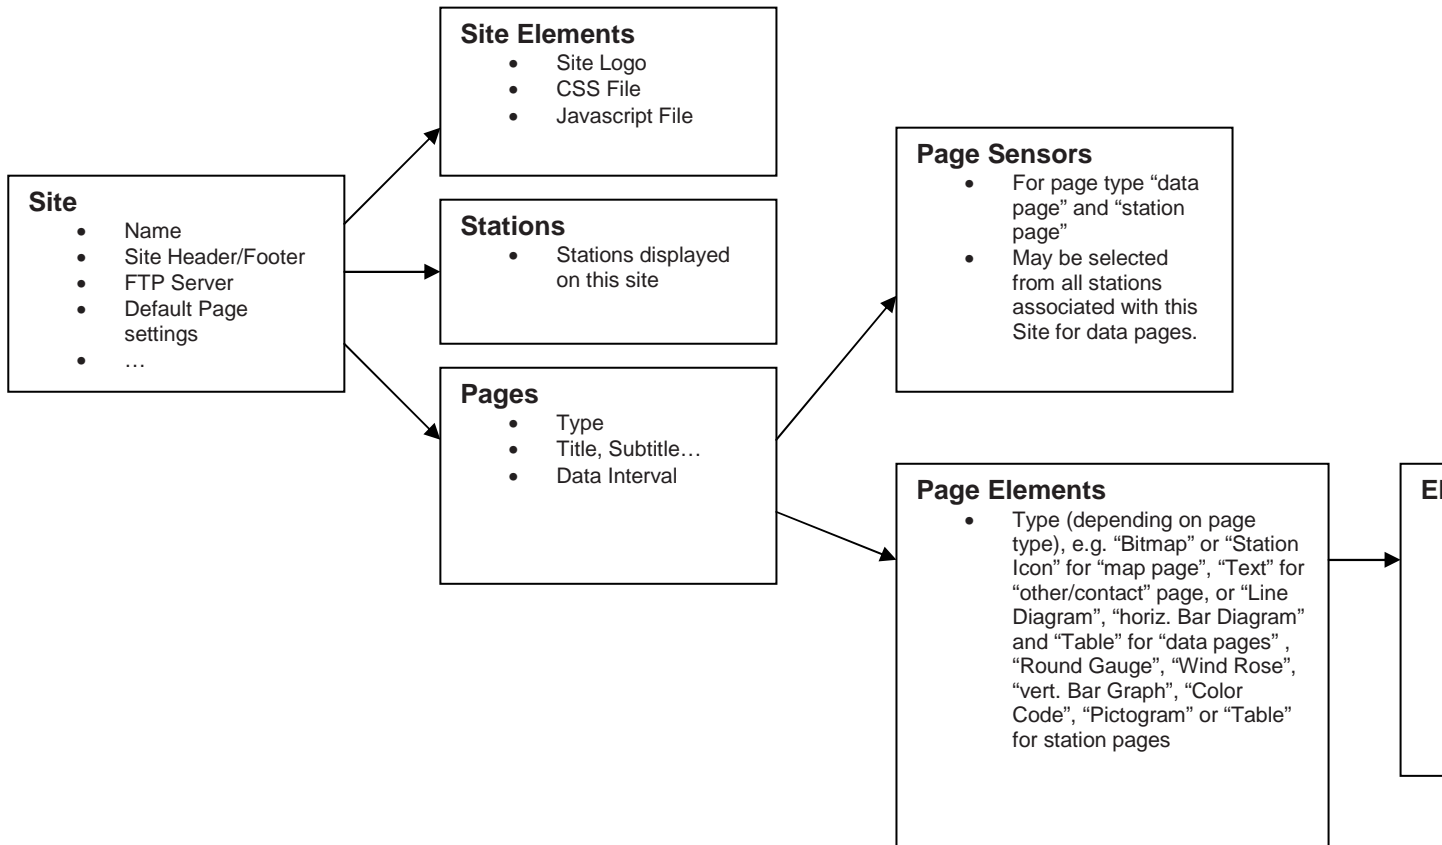 Site Elements
• Site Logo
• CSS File
• Javascript File
Site
• Name
• Site Header/Footer
• FTP Server
• Default Page
settings
• …
Stations
• Stations displayed
on this site
Pages
• Type
• Title, Subtitle…
• Data Interval
Page Sensors
• For page type “data
page” and “station
page”
• May be selected
from all stations
associated with this
Site for data pages.
Page Elements
• Type (depending on page
type), e.g. “Bitmap” or “Station
Icon” for “map page”, “Text” for
“other/contact” page, or “Line
Diagram”, “horiz. Bar Diagram”
and “Table” for “data pages” ,
“Round Gauge”, “Wind Rose”,
“vert. Bar Graph”, “Color
Code”, “Pictogram” or “Table”
for station pages